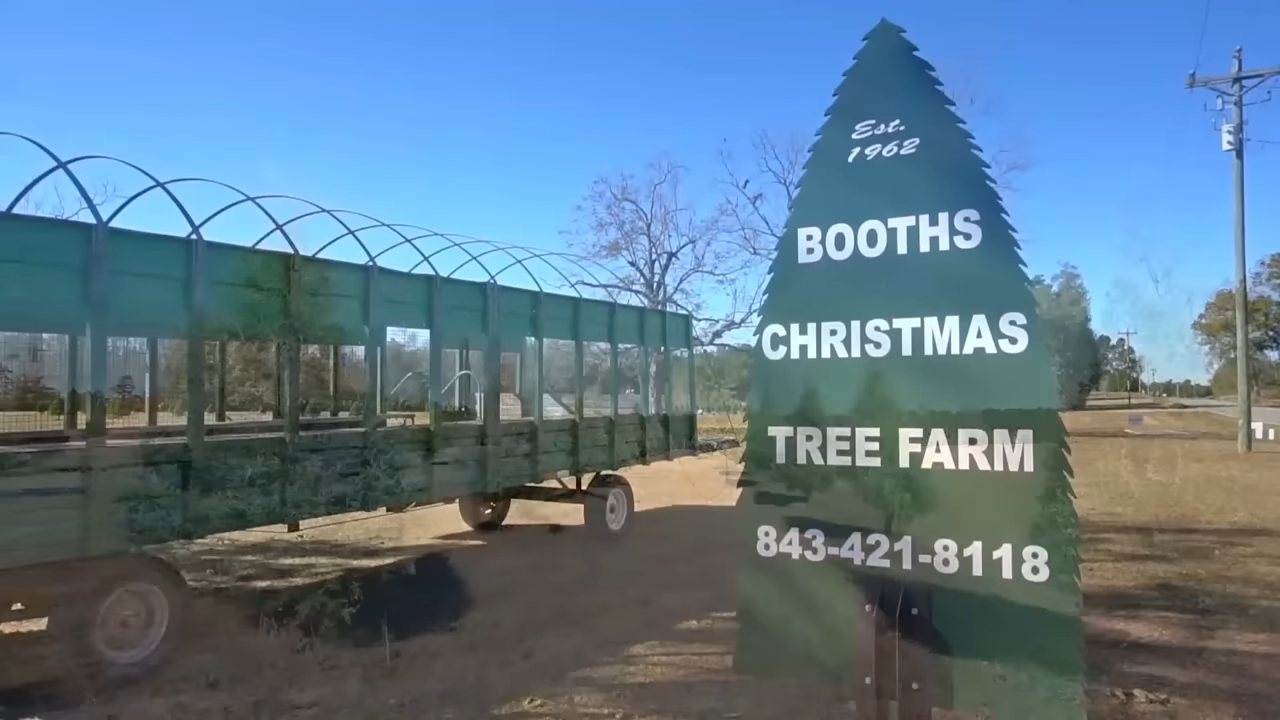 Est.
1962
BOOTHS
CHRISTMAS
TREE FARM
843-421-8118